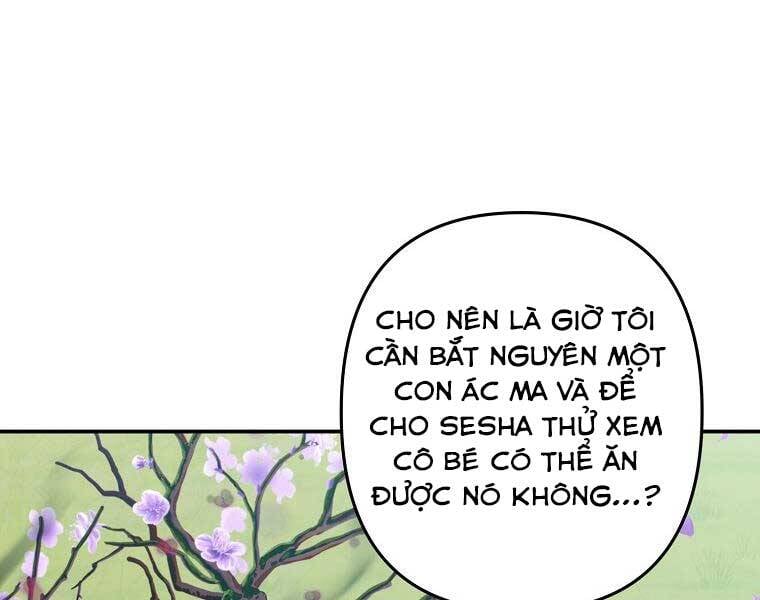 CHO NÊN LÀ GIỜ TÔI
CẦN BẮT NGUYÊN MỘT
CON ÁC MA VÀ ĐỂ
CHO SESHA THỬ XEM
CÔ BÉ CÓ THỂ ĂN
ĐƯỢC NÓ KHÔNG...?